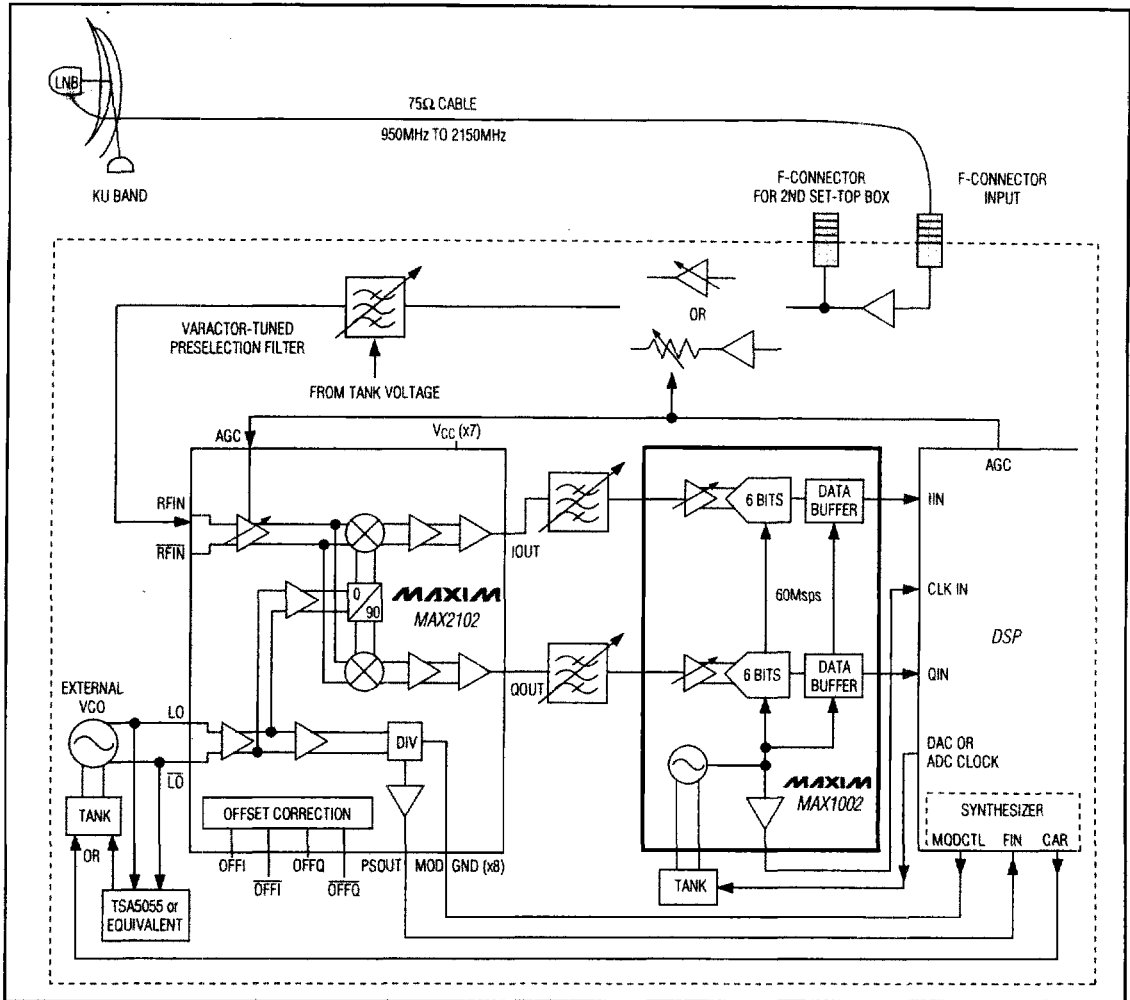 LNB
75Ω CABLE
950MHz TO 2150MHz
KU BAND
F-CONNECTOR
FOR 2ND SET-TOP BOX
F-CONNECTOR
INPUT
VARACTOR-TUNED
PRESELECTION FILTER
OR
FROM TANK VOLTAGE
AGC
VCC (x7)
AGC
RFIN
RFIN
IOUT
6 BITS
DATA
BUFFER
IIN
0
90
MAXIM
MAX2102
60Msps
CLK IN
DSP
QOUT
6 BITS
DATA
BUFFER
QIN
EXTERNAL
VCO
LO
LO
DIV
DAC OR
ADC CLOCK
MAXIM
MAX1002
TANK
OR
OFFSET CORRECTION
SYNTHESIZER
MODCTL FIN CAR
OFFI
OFFI
OFFQ
OFFQ
PSOUT MOD GND (x8)
TANK
TSA5055 or
EQUIVALENT